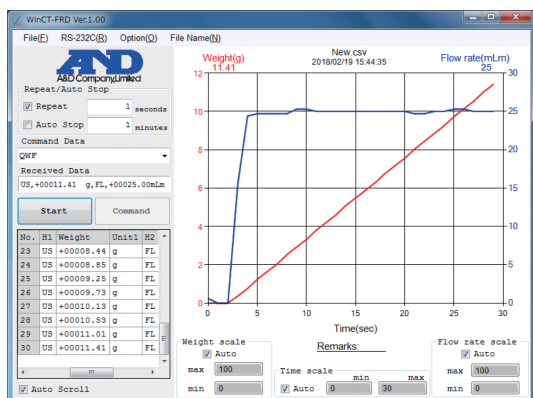 WinCT-FRD Ver.1.00
File(F) RS-232C(R) Option(O) File Name(N)
A&D
A&D Company,Limited
Repeat/Auto Stop
Repeat 1 seconds
Auto Stop 1 minutes
Command Data
QWF
Received Data
US,+00011.41 g,FL,+00025.00mLm
Start Command
No. H1 Weight Unit1 H2
23 US +00008.44 g FL
24 US +00008.85 g FL
25 US +00009.25 g FL
26 US +00009.73 g FL
27 US +00010.13 g FL
28 US +00010.53 g FL
29 US +00011.01 g FL
30 US +00011.41 g FL
Auto Scroll
Weight(g) New.csv Flow rate(mLm)
11.41 2018/02/19 15:44:35 25
12 30
10 25
8 20
6 15
4 10
2 5
0 0
0 5 10 15 20 25 30
Time(sec)
Weight scale
Auto
max 100
min 0
Remarks:
Time scale min max
Auto 0 30
Flow rate scale
Auto
max 100
min 0